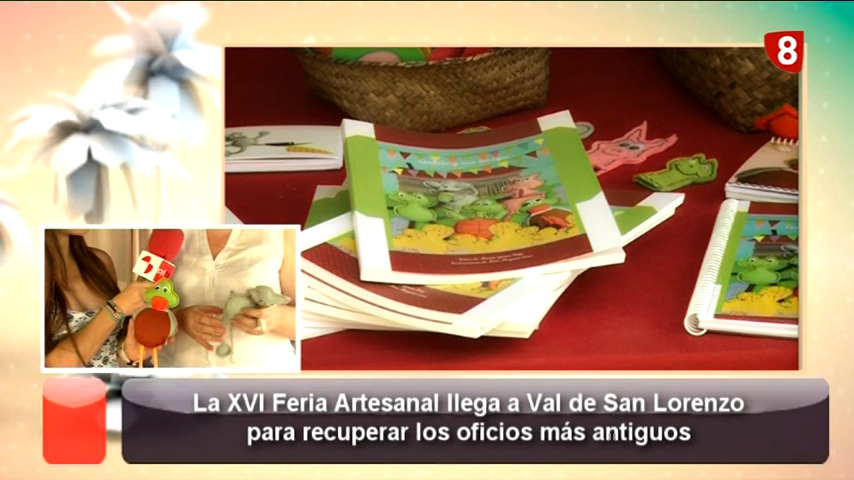 8
La XVI Feria Artesanal llega a Val de San Lorenzo
para recuperar los oficios más antiguos